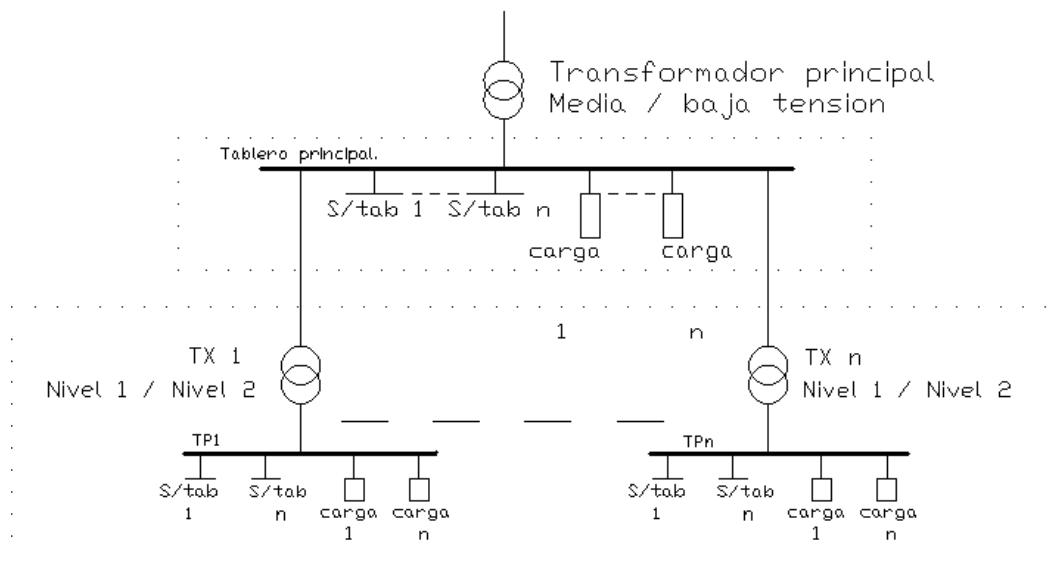 Transformador principal
Media / baja tension
Tablero principal.
S/tab 1 S/tab n
carga carga
1 n
TX 1
Nivel 1 / Nivel 2
TX n
Nivel 1 / Nivel 2
TP1
S/tab 1
S/tab n
carga 1
carga n
TPn
S/tab 1
S/tab n
carga 1
carga n